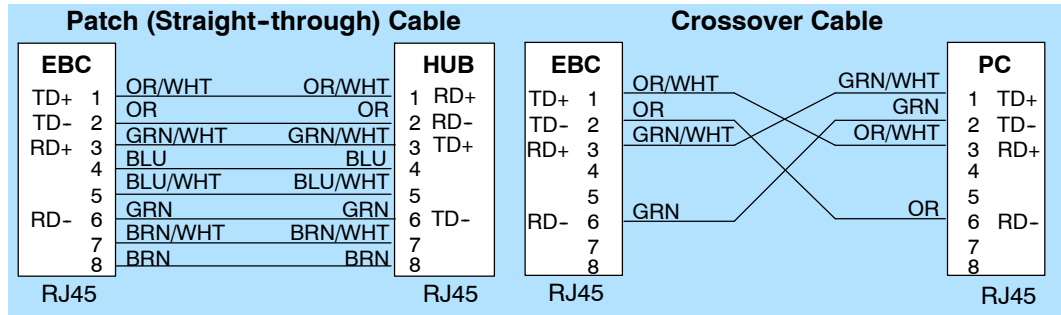 Patch (Straight-through) Cable
EBC HUB
OR/WHT OR/WHT
TD+ 1 1 RD+
OR OR
TD- 2 2 RD-
GRN/WHT GRN/WHT
RD+ 3 3 TD+
BLU BLU
4 4
BLU/WHT BLU/WHT
5 5
GRN GRN
RD- 6 6 TD-
BRN/WHT BRN/WHT
7 7
BRN BRN
8 8
RJ45 RJ45
Crossover Cable
EBC PC
OR/WHT GRN/WHT
TD+ 1 1 TD+
OR GRN
TD- 2 2 TD-
GRN/WHT OR/WHT
RD+ 3 3 RD+
4 4
5 5
GRN OR
RD- 6 6 RD-
7 7
8 8
RJ45 RJ45